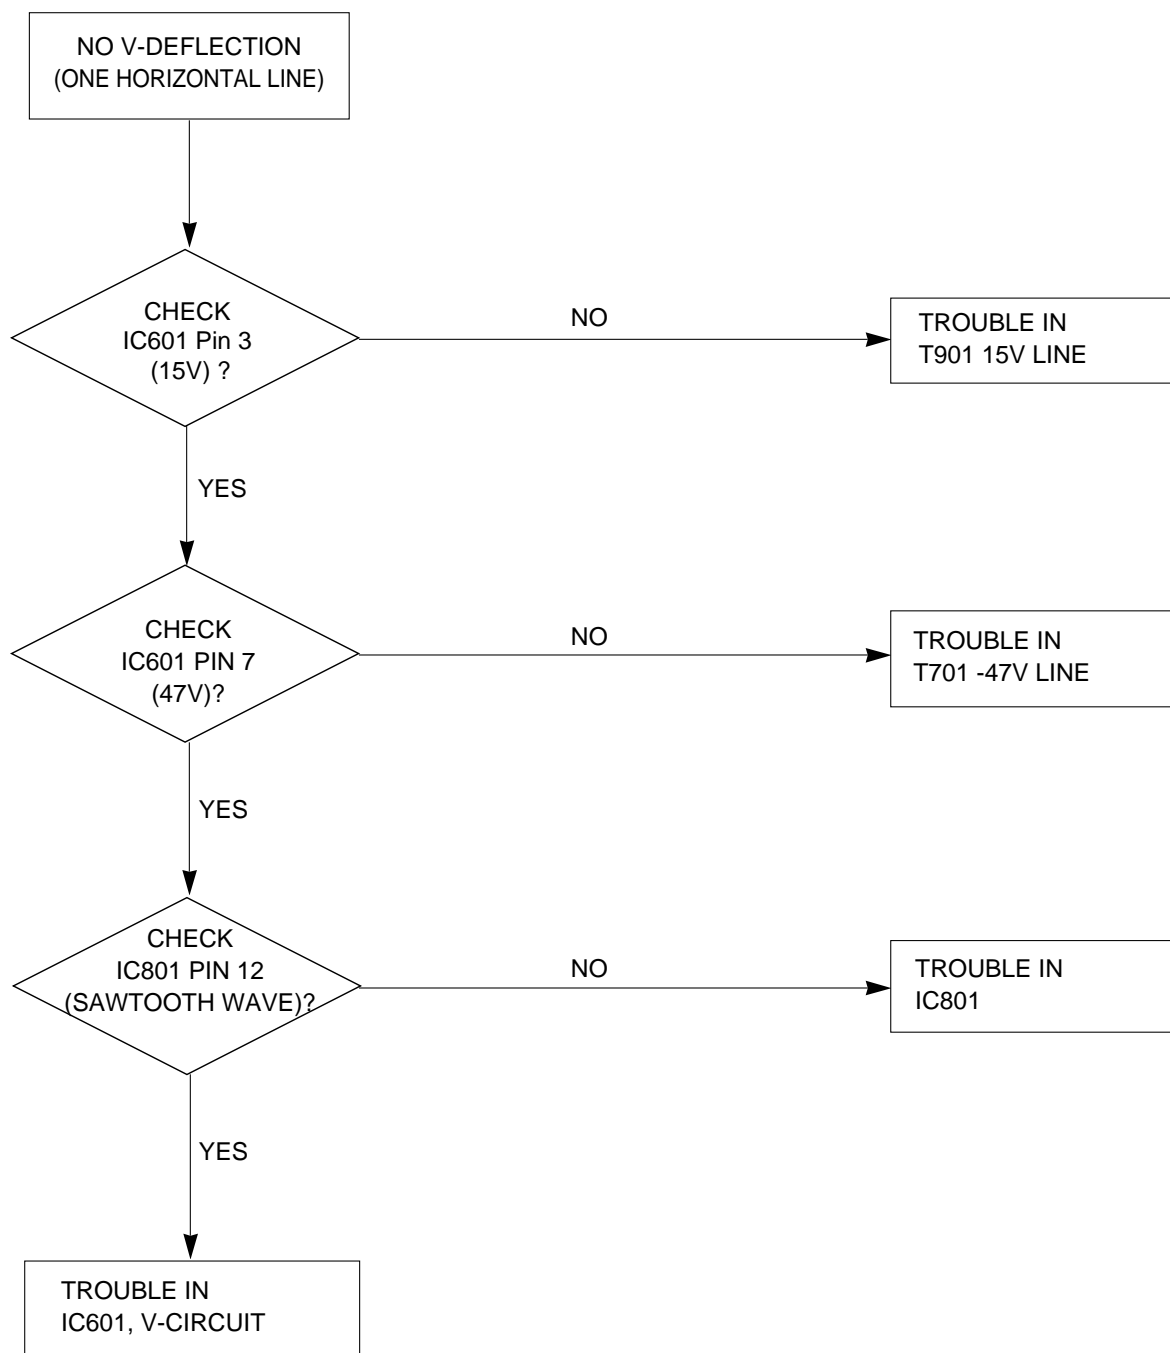 NO V-DEFLECTION
(ONE HORIZONTAL LINE)
CHECK
IC601 Pin 3
(15V) ?
NO
TROUBLE IN
T901 15V LINE
YES
CHECK
IC601 PIN 7
(47V)?
NO
TROUBLE IN
T701 -47V LINE
YES
CHECK
IC801 PIN 12
(SAWTOOTH WAVE)?
NO
TROUBLE IN
IC801
YES
TROUBLE IN
IC601, V-CIRCUIT